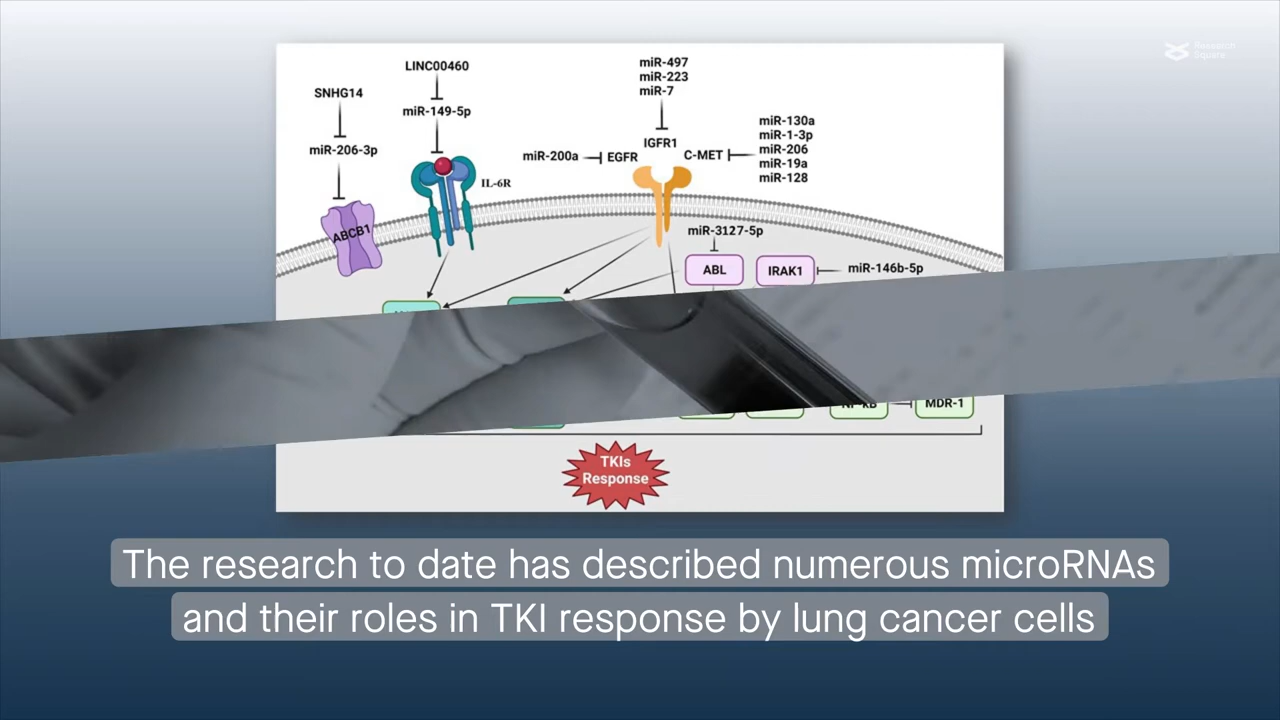 Research
Square
LINC00460
SNHG14
miR-149-5p
miR-206-3p
IL-6R
ABCB1
miR-497
miR-223
miR-7
IGFR1
miR-200a
EGFR
C-MET
miR-130a
miR-1-3p
miR-206
miR-19a
miR-128
miR-3127-5p
ABL
IRAK1
miR-146b-5p
MDR-1
TKIs
Response
The research to date has described numerous microRNAs
and their roles in TKI response by lung cancer cells